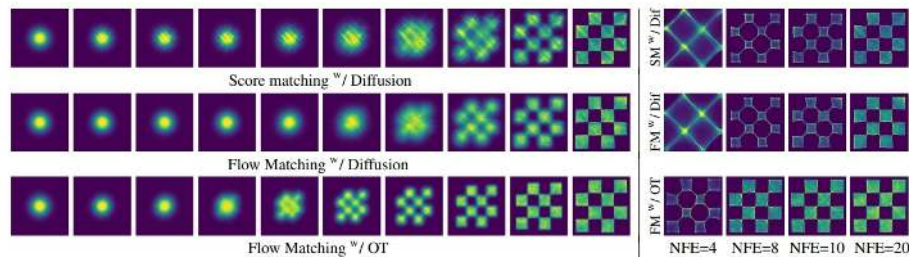 Score matching w/ Diffusion
Flow Matching w/ Diffusion
Flow Matching w/ OT
SM w/ Dif
FM w/ Dif
FM w/ OT
NFE=4 NFE=8 NFE=10 NFE=20